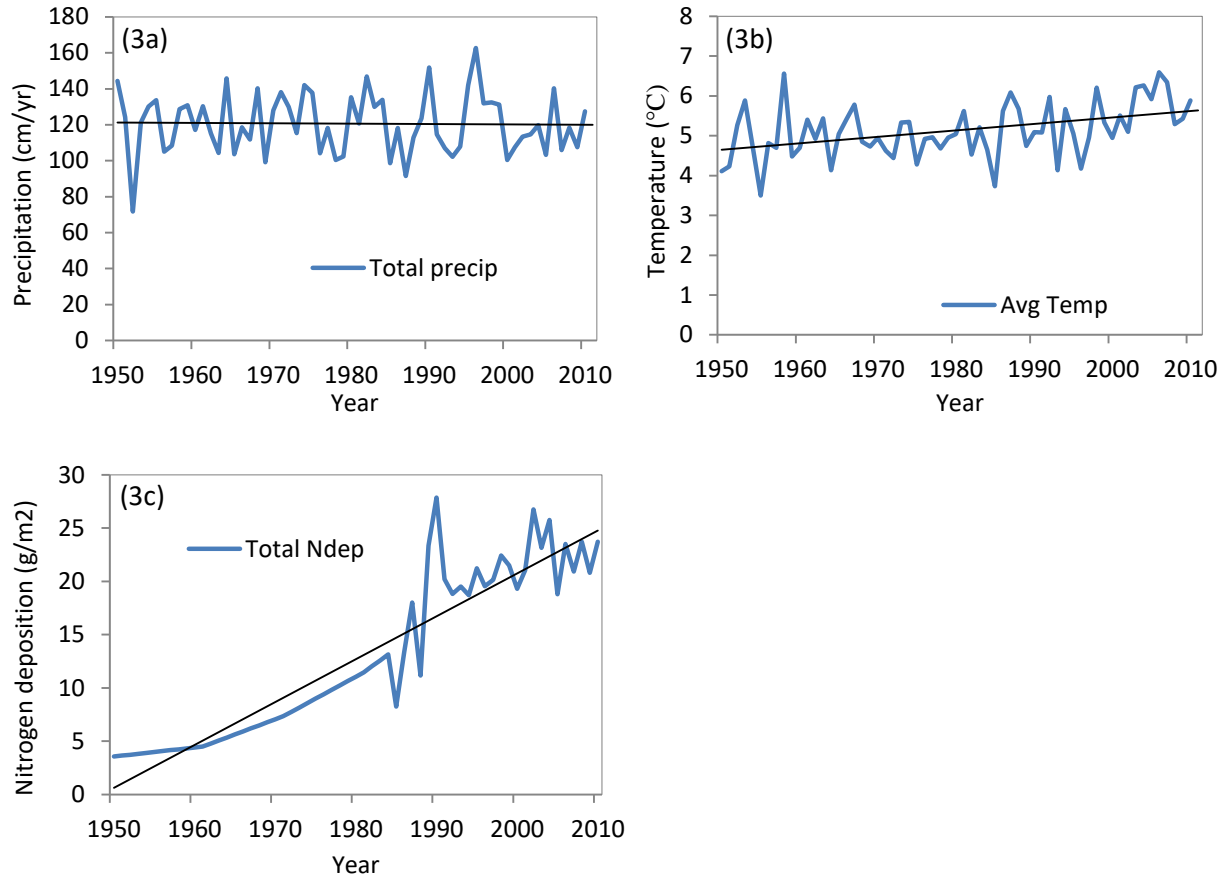 (3a)
Precipitation (cm/yr)
180
160
140
120
100
80
60
40
20
0
Total precip
1950 1960 1970 1980 1990 2000 2010
Year
(3b)
Temperature (℃)
8
7
6
5
4
3
2
1
0
Avg Temp
1950 1960 1970 1980 1990 2000 2010
Year
(3c)
Nitrogen deposition (g/m2)
30
25
20
15
10
5
0
Total Ndep
1950 1960 1970 1980 1990 2000 2010
Year